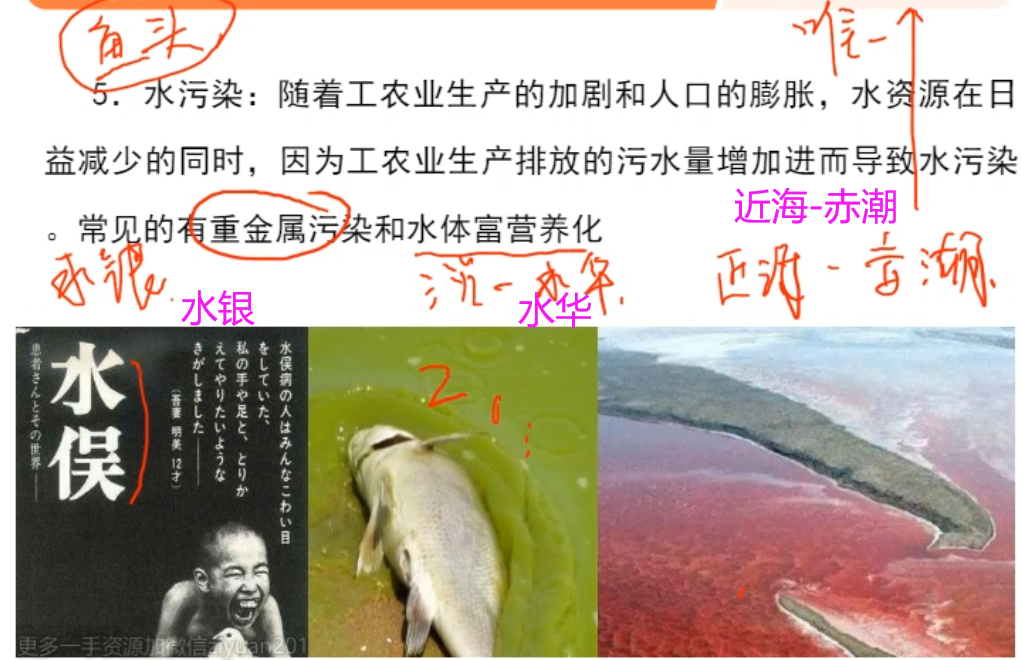 鱼头
唯一
5. 水污染：随着工农业生产的加剧和人口的膨胀，水资源在日
益减少的同时，因为工农业生产排放的污水量增加进而导致水污染
。常见的有重金属污染和水体富营养化
近海-赤潮
水银
水银
水华
近海-赤潮
水俣
患者さんとその世界——
水俣病の人はみんなこわい目
をしていた、
私の手や足と、とりか
えてやりたいような
きがしました——
（吾妻 明美 12才）
2
更多一手资源加微信ziyuan201